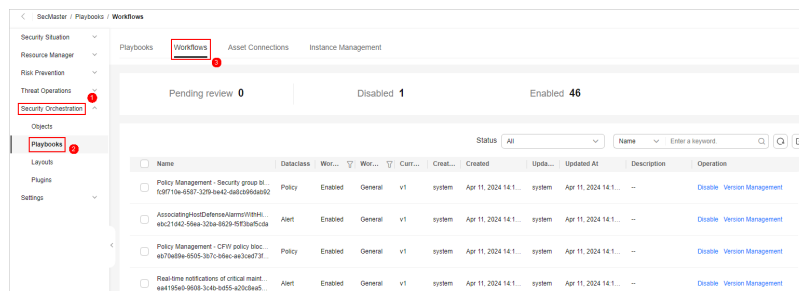 SecMaster / Playbooks / Workflows
Security Situation
Resource Manager
Risk Prevention
Threat Operations
1
Security Orchestration
Objects
Playbooks
2
Layouts
Plugins
Settings
Playbooks Workflows Asset Connections Instance Management
3
Pending review 0 Disabled 1 Enabled 46
Status All Name Enter a keyword.
Name Dataclass Wor... Wor... Curr... Creat... Created Upda... Updated At Description Operation
Policy Management - Security group bl...
fc9f710e-6587-32f9-be42-da8cb96dab92
Policy Enabled General v1 system Apr 11, 2024 14:1... system Apr 11, 2024 14:1... -- Disable Version Management
AssociatingHostDefenseAlarmsWithHi...
ebc21d42-56ea-32ba-8629-f5ff3baf5cda
Alert Enabled General v1 system Apr 11, 2024 14:1... system Apr 11, 2024 14:1... -- Disable Version Management
Policy Management - CFW policy bloc...
eb70e89e-6505-3b7c-b6ec-ae3ced73f...
Policy Enabled General v1 system Apr 11, 2024 14:1... system Apr 11, 2024 14:1... -- Disable Version Management
Real-time notifications of critical maint...
ea4195e0-9608-3c4b-bd55-a20c8ea5...
Alert Enabled General v1 system Apr 11, 2024 14:1... system Apr 11, 2024 14:1... -- Disable Version Management